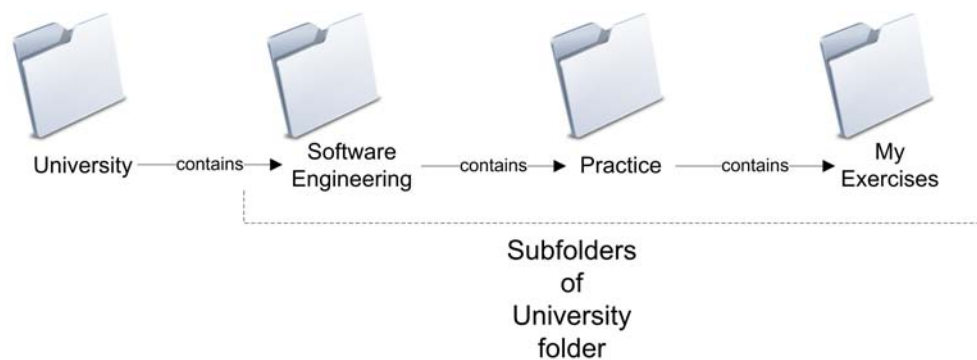 University
contains
Software
Engineering
contains
Practice
contains
My
Exercises
Subfolders
of
University
folder